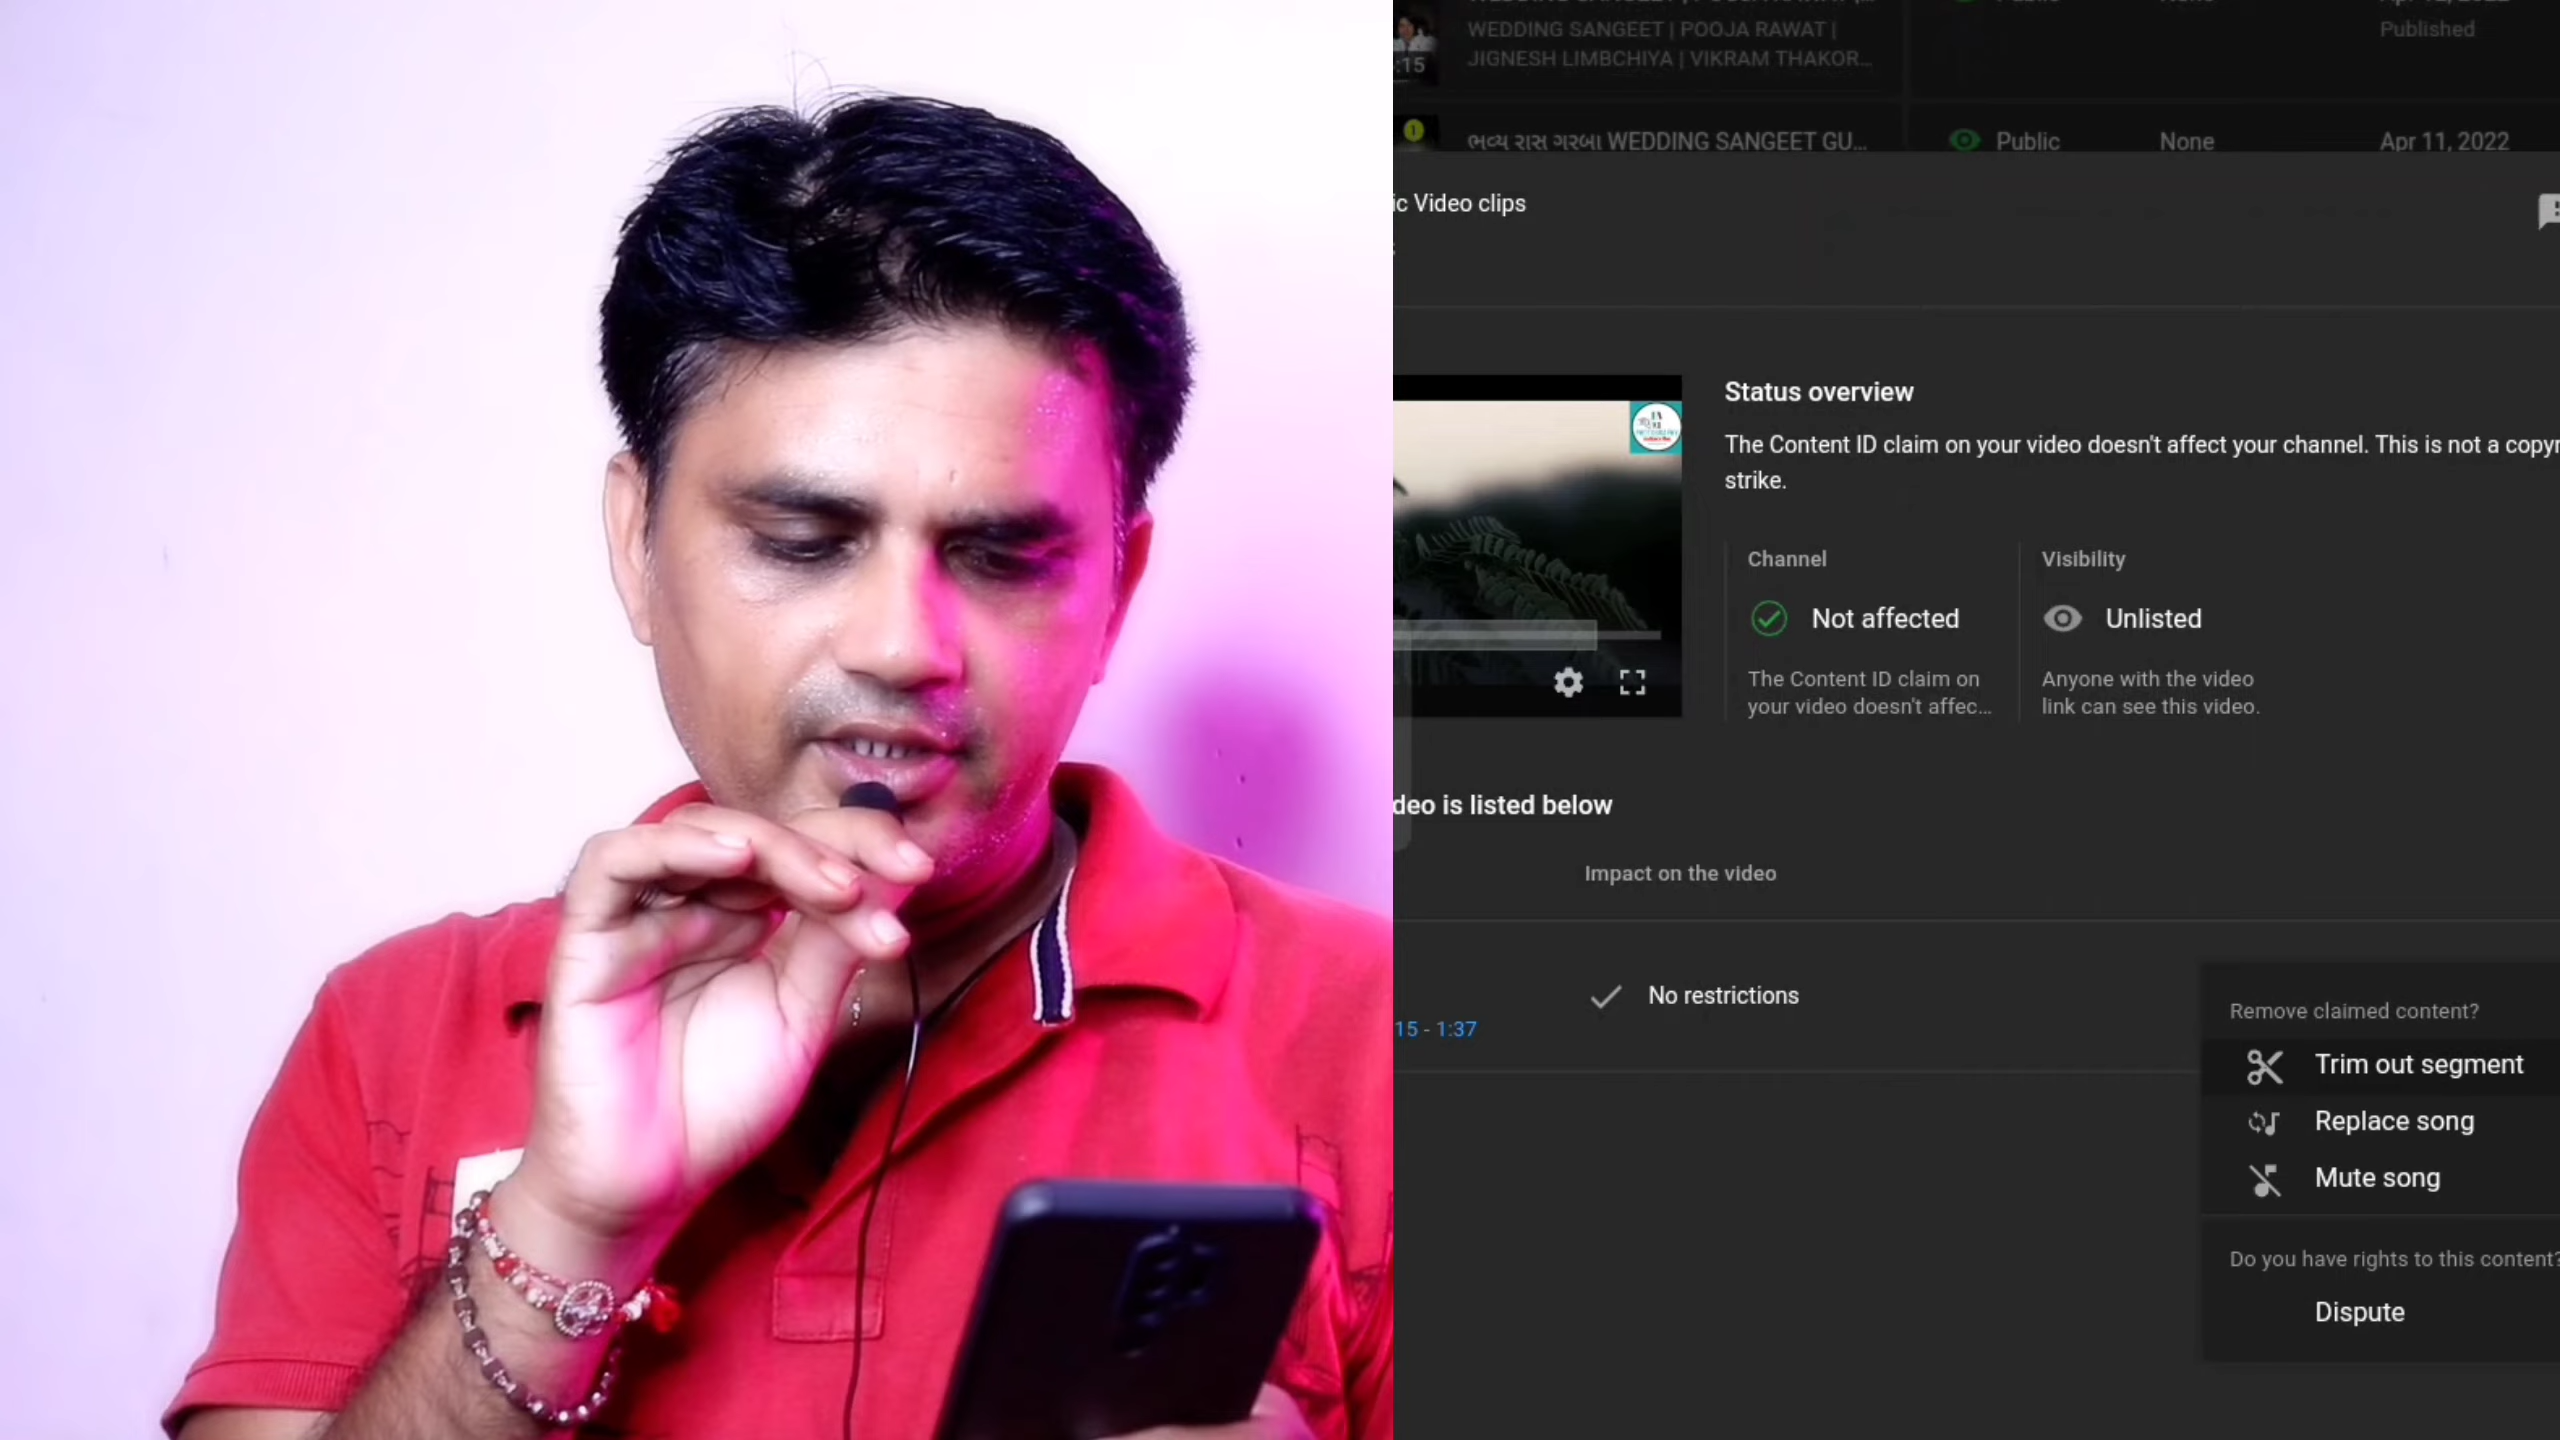 WEDDING SANGEET | POOJA RAWAT |
Published
JIGNESH LIMBCHIYA | VIKRAM THAKOR...
:15
ભવ્ય રાસ ગરબા WEDDING SANGEET GU...
Public
None
Apr 11, 2022
ic Video clips
Status overview
The Content ID claim on your video doesn't affect your channel. This is not a copyr
strike.
Channel
Visibility
Not affected
Unlisted
The Content ID claim on
your video doesn't affec...
Anyone with the video
link can see this video.
deo is listed below
Impact on the video
No restrictions
15 - 1:37
Remove claimed content?
Trim out segment
Replace song
Mute song
Do you have rights to this content?
Dispute